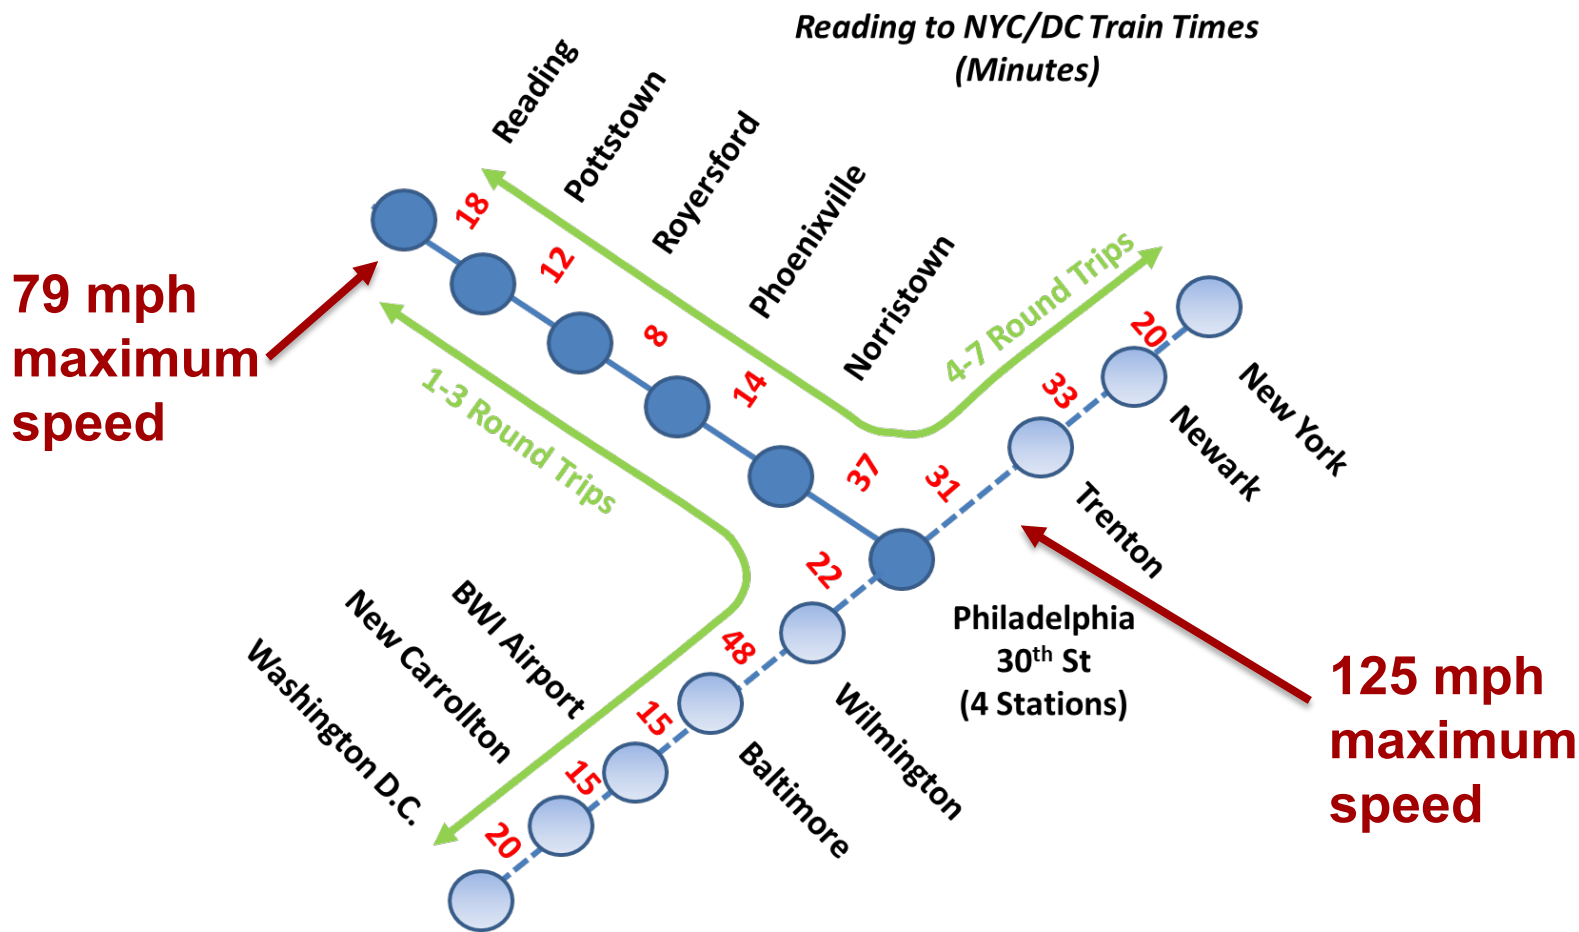 Reading to NYC/DC Train Times
(Minutes)
Reading
Pottstown
Royersford
Phoenixville
Norristown
18
12
8
14
37
79 mph
maximum
speed
4-7 Round Trips
1-3 Round Trips
20
33
31
New York
Newark
Trenton
22
48
15
15
20
Philadelphia
30th St
(4 Stations)
Wilmington
Baltimore
BWI Airport
New Carrollton
Washington D.C.
125 mph
maximum
speed